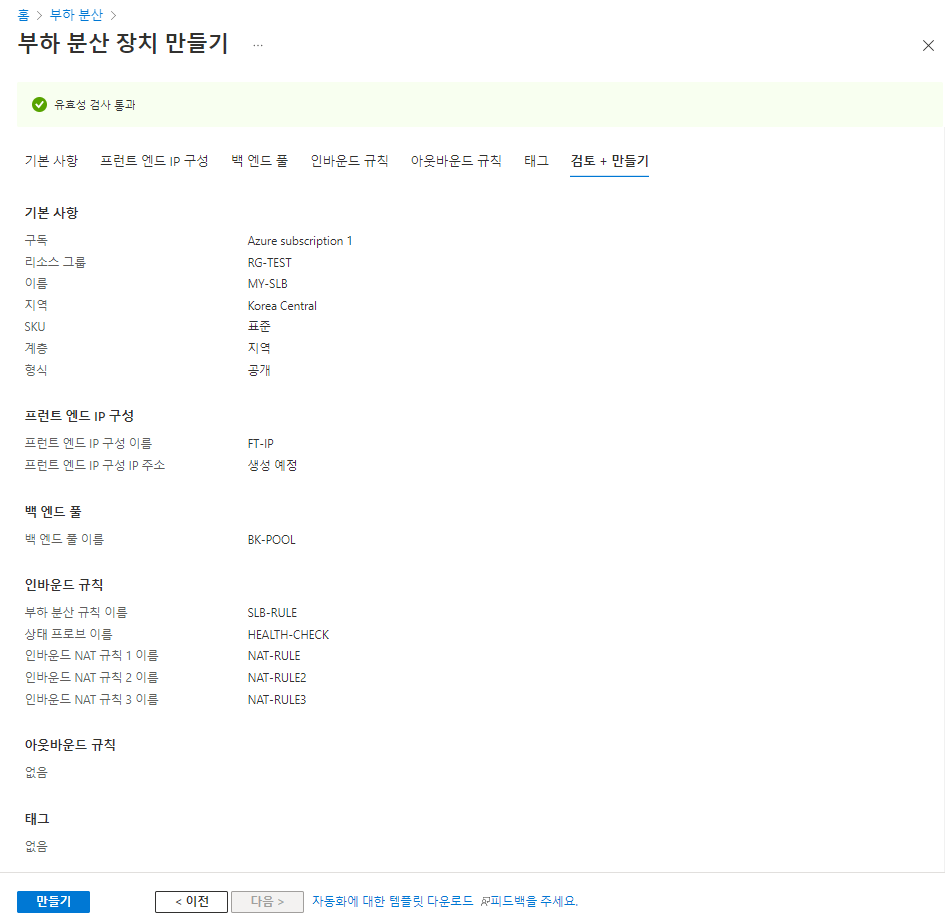 홈 > 부하 분산 >
부하 분산 장치 만들기 ...
유효성 검사 통과
기본 사항 프런트 엔드 IP 구성 백 엔드 풀 인바운드 규칙 아웃바운드 규칙 태그 검토 + 만들기
기본 사항
구독 Azure subscription 1
리소스 그룹 RG-TEST
이름 MY-SLB
지역 Korea Central
SKU 표준
계층 지역
형식 공개
프런트 엔드 IP 구성
프런트 엔드 IP 구성 이름 FT-IP
프런트 엔드 IP 구성 IP 주소 생성 예정
백 엔드 풀
백 엔드 풀 이름 BK-POOL
인바운드 규칙
부하 분산 규칙 이름 SLB-RULE
상태 프로브 이름 HEALTH-CHECK
인바운드 NAT 규칙 1 이름 NAT-RULE
인바운드 NAT 규칙 2 이름 NAT-RULE2
인바운드 NAT 규칙 3 이름 NAT-RULE3
아웃바운드 규칙
없음
태그
없음
만들기 < 이전 다음 > 자동화에 대한 템플릿 다운로드 피드백을 주세요.